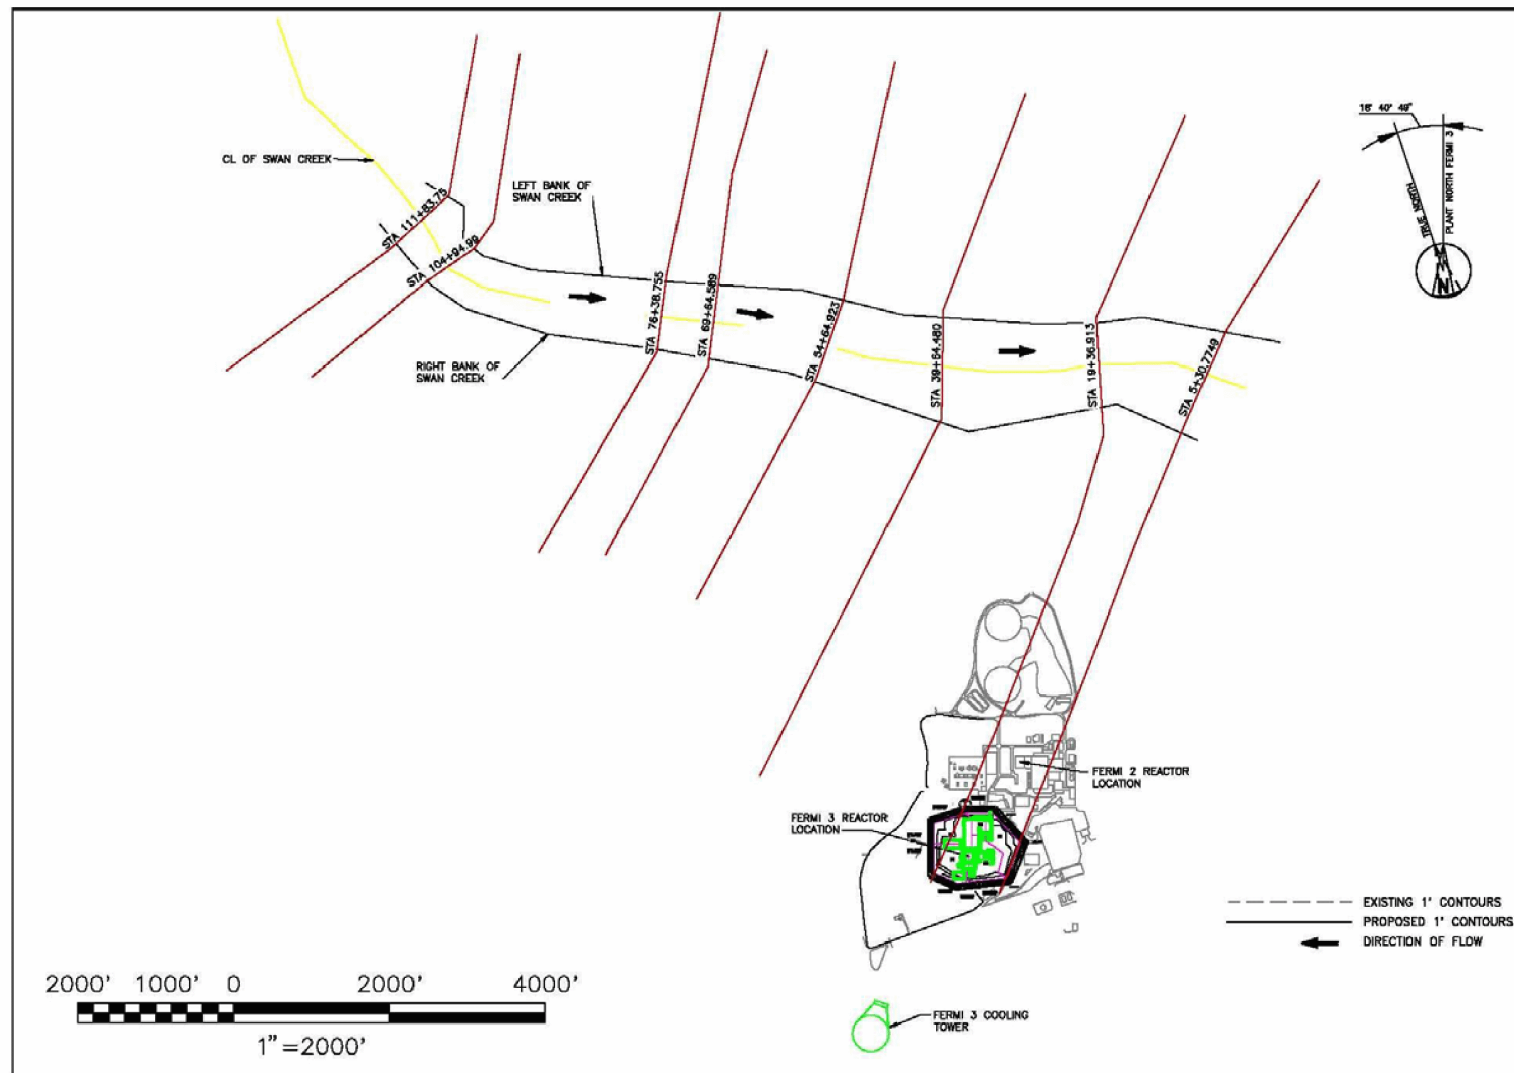 16° 40' 49"
TRUE NORTH
PLANT NORTH FERMI 3
N
CL OF SWAN CREEK
LEFT BANK OF
SWAN CREEK
STA 111+83.75
STA 104+94.99
STA 76+38.755
STA 69+64.589
STA 54+64.923
STA 39+64.480
STA 19+36.913
STA 5+30.7749
RIGHT BANK OF
SWAN CREEK
FERMI 2 REACTOR
LOCATION
FERMI 3 REACTOR
LOCATION
EXISTING 1' CONTOURS
PROPOSED 1' CONTOURS
DIRECTION OF FLOW
2000' 1000' 0 2000' 4000'
1"=2000'
FERMI 3 COOLING
TOWER